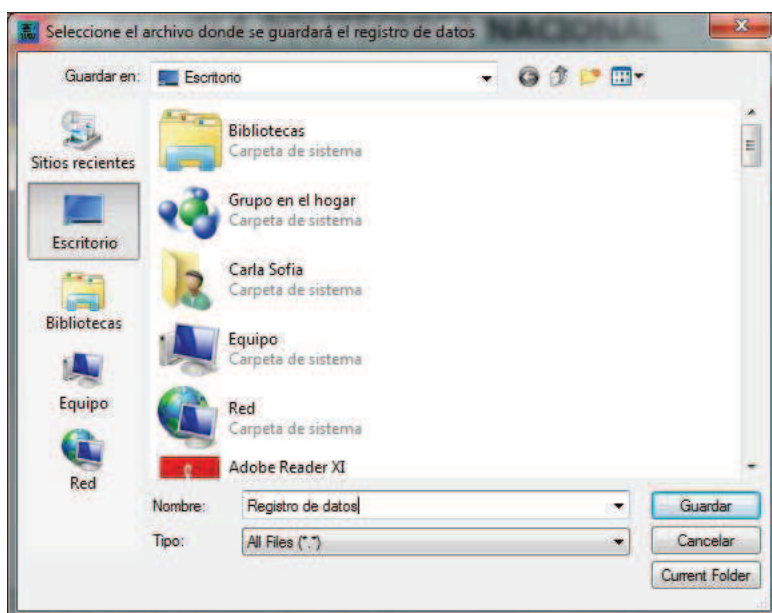 Seleccione el archivo donde se guardará el registro de datos
NACIONAL
Guardar en:
Escritorio
Sitios recientes
Escritorio
Bibliotecas
Equipo
Red
Bibliotecas
Carpeta de sistema
Grupo en el hogar
Carpeta de sistema
Carla Sofia
Carpeta de sistema
Equipo
Carpeta de sistema
Red
Carpeta de sistema
Adobe Reader XI
Nombre:
Registro de datos
Guardar
Tipo:
All Files (*.*)
Cancelar
Current Folder